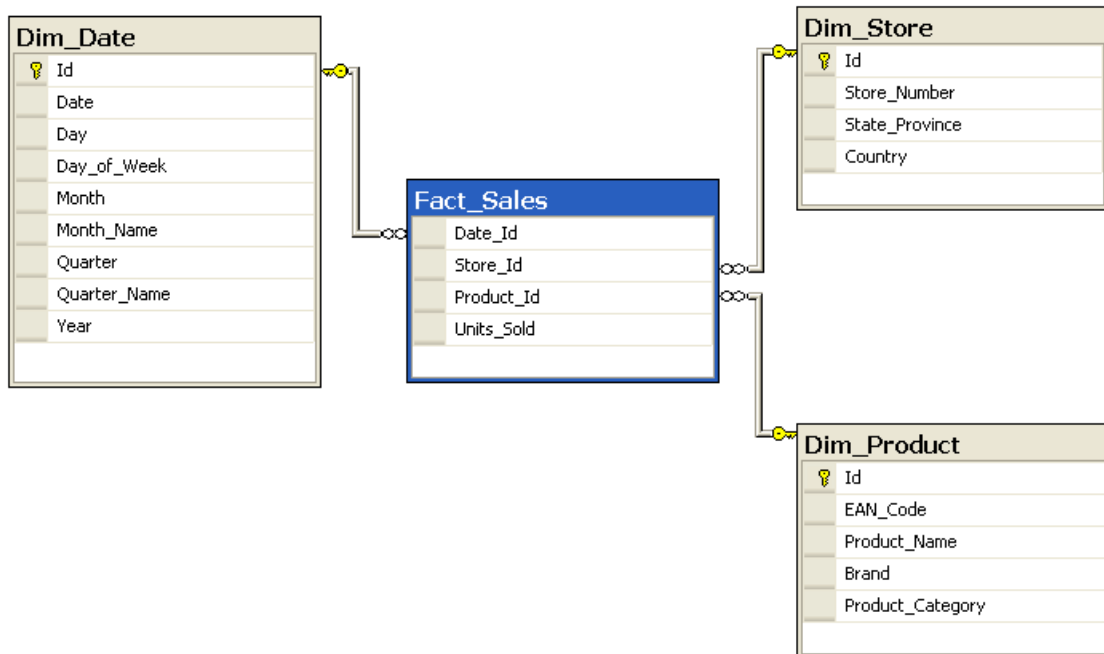 Dim_Date
Id
Date
Day
Day_of_Week
Month
Month_Name
Quarter
Quarter_Name
Year
Fact_Sales
Date_Id
Store_Id
Product_Id
Units_Sold
Dim_Store
Id
Store_Number
State_Province
Country
Dim_Product
Id
EAN_Code
Product_Name
Brand
Product_Category